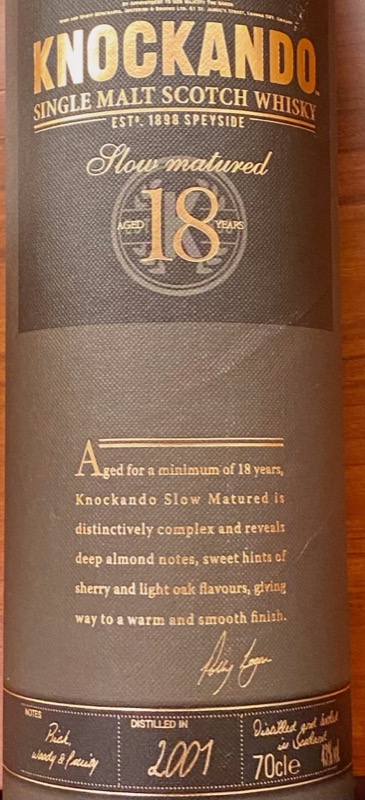 KNOCKANDO
SINGLE MALT SCOTCH WHISKY
ESTD. 1898 SPEYSIDE
Slow matured
AGED 18 YEARS
Aged for a minimum of 18 years,
Knockando Slow Matured is
distinctively complex and reveals
deep almond notes, sweet hints of
sherry and light oak flavours, giving
way to a warm and smooth finish.
NOTES
Rich,
woody & fruity
DISTILLED IN
2001
Distilled and bottled
in Scotland
70cle 43% vol